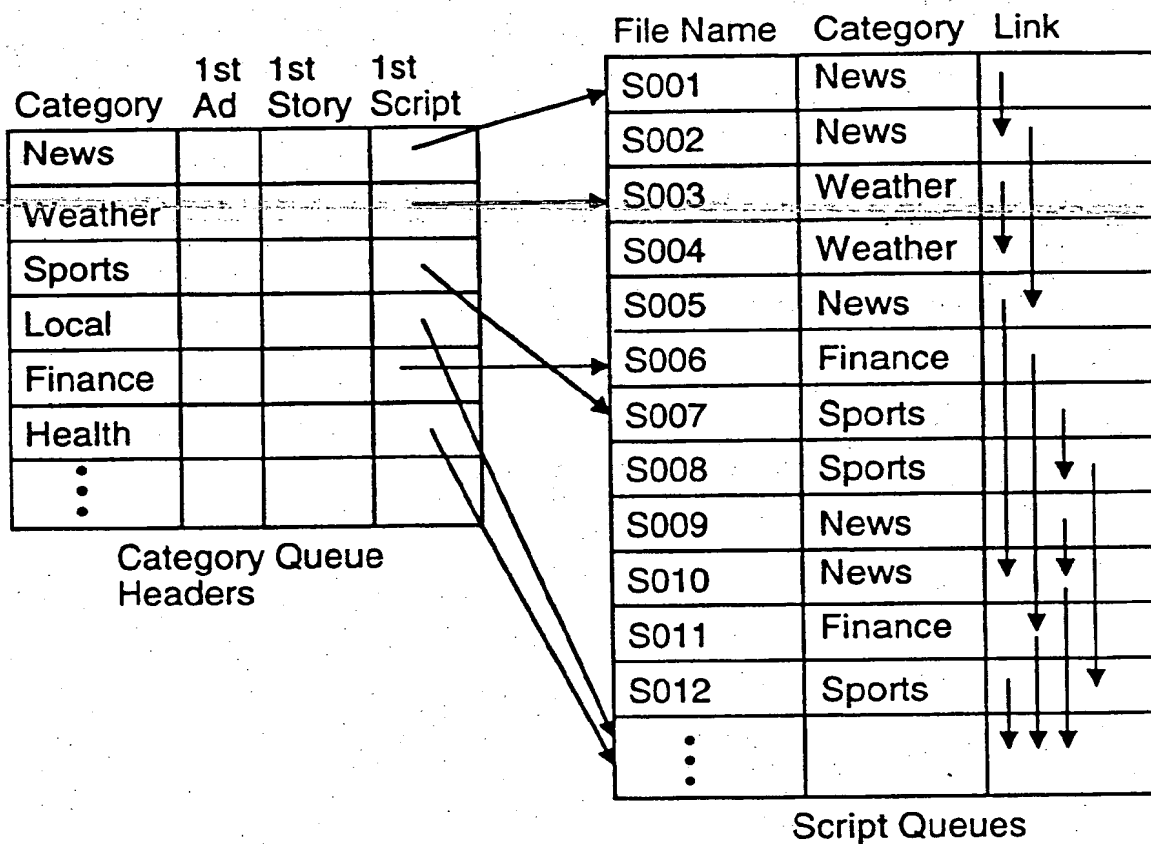 Category 1st Ad 1st Story 1st Script
News
Weather
Sports
Local
Finance
Health
Category Queue
Headers
File Name Category Link
S001 News
S002 News
S003 Weather
S004 Weather
S005 News
S006 Finance
S007 Sports
S008 Sports
S009 News
S010 News
S011 Finance
S012 Sports
Script Queues